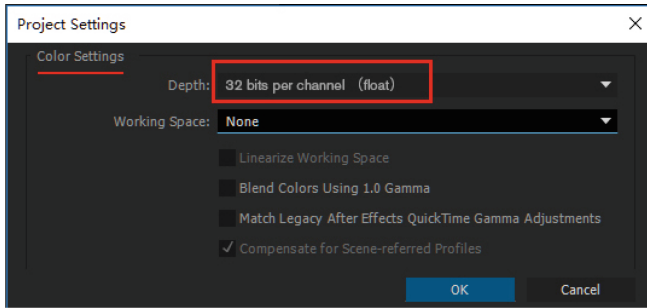 Project Settings
Color Settings
Depth: 32 bits per channel （float）
Working Space: None
Linearize Working Space
Blend Colors Using 1.0 Gamma
Match Legacy After Effects QuickTime Gamma Adjustments
Compensate for Scene-referred Profiles
OK Cancel